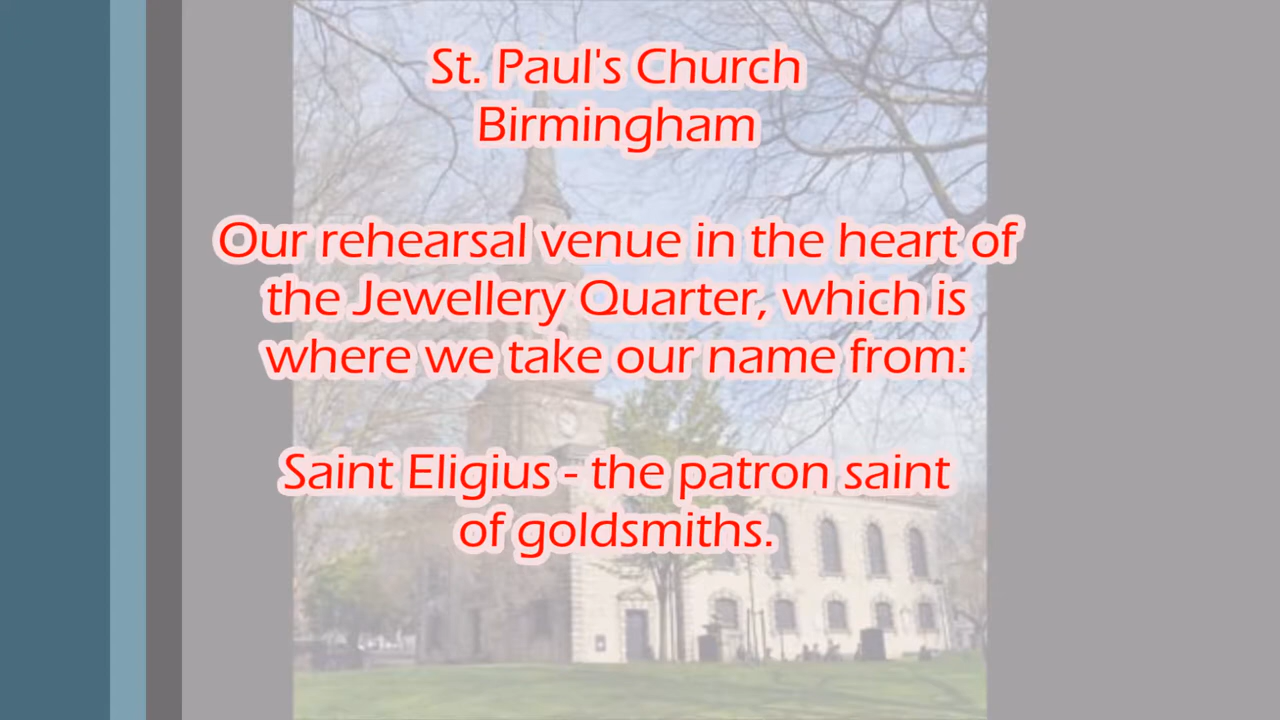 St. Paul's Church
Birmingham
Our rehearsal venue in the heart of
the Jewellery Quarter, which is
where we take our name from:
Saint Eligius - the patron saint
of goldsmiths.